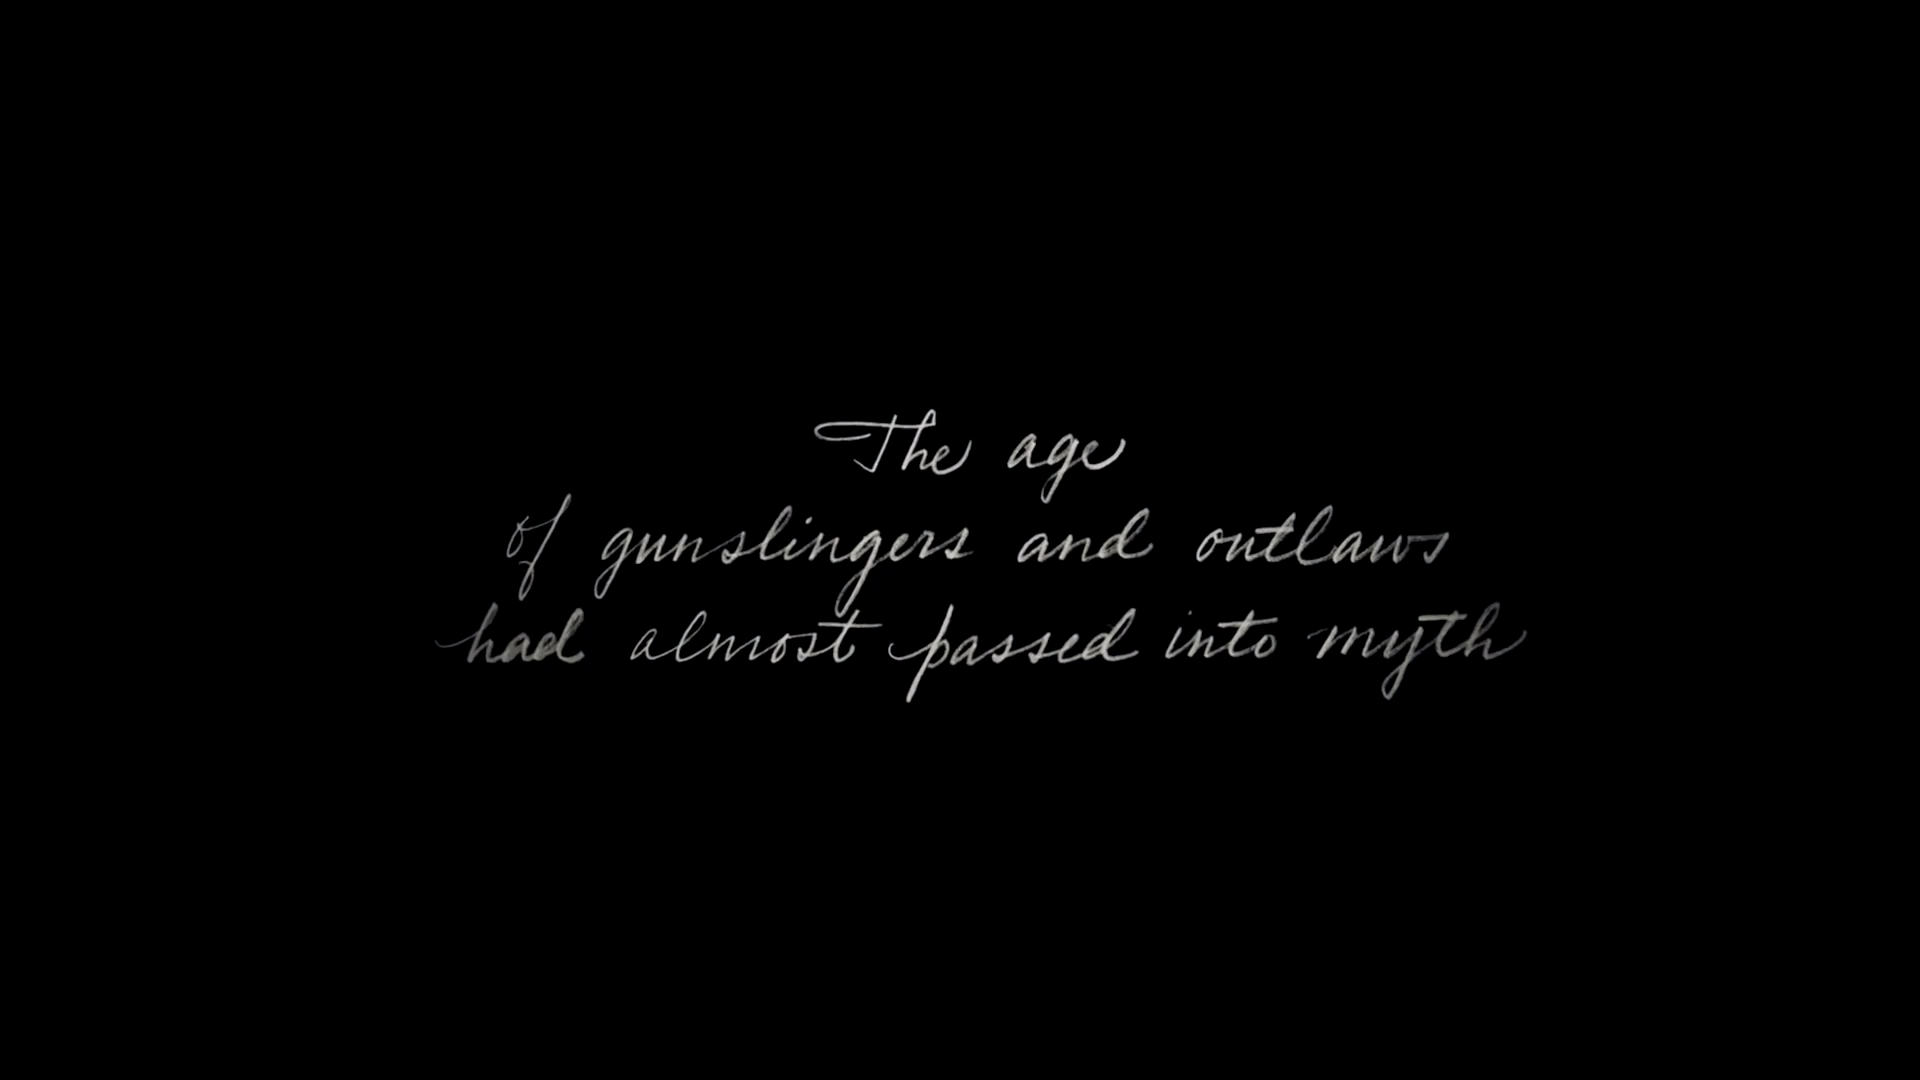 The age
of gunslingers and outlaws
had almost passed into myth